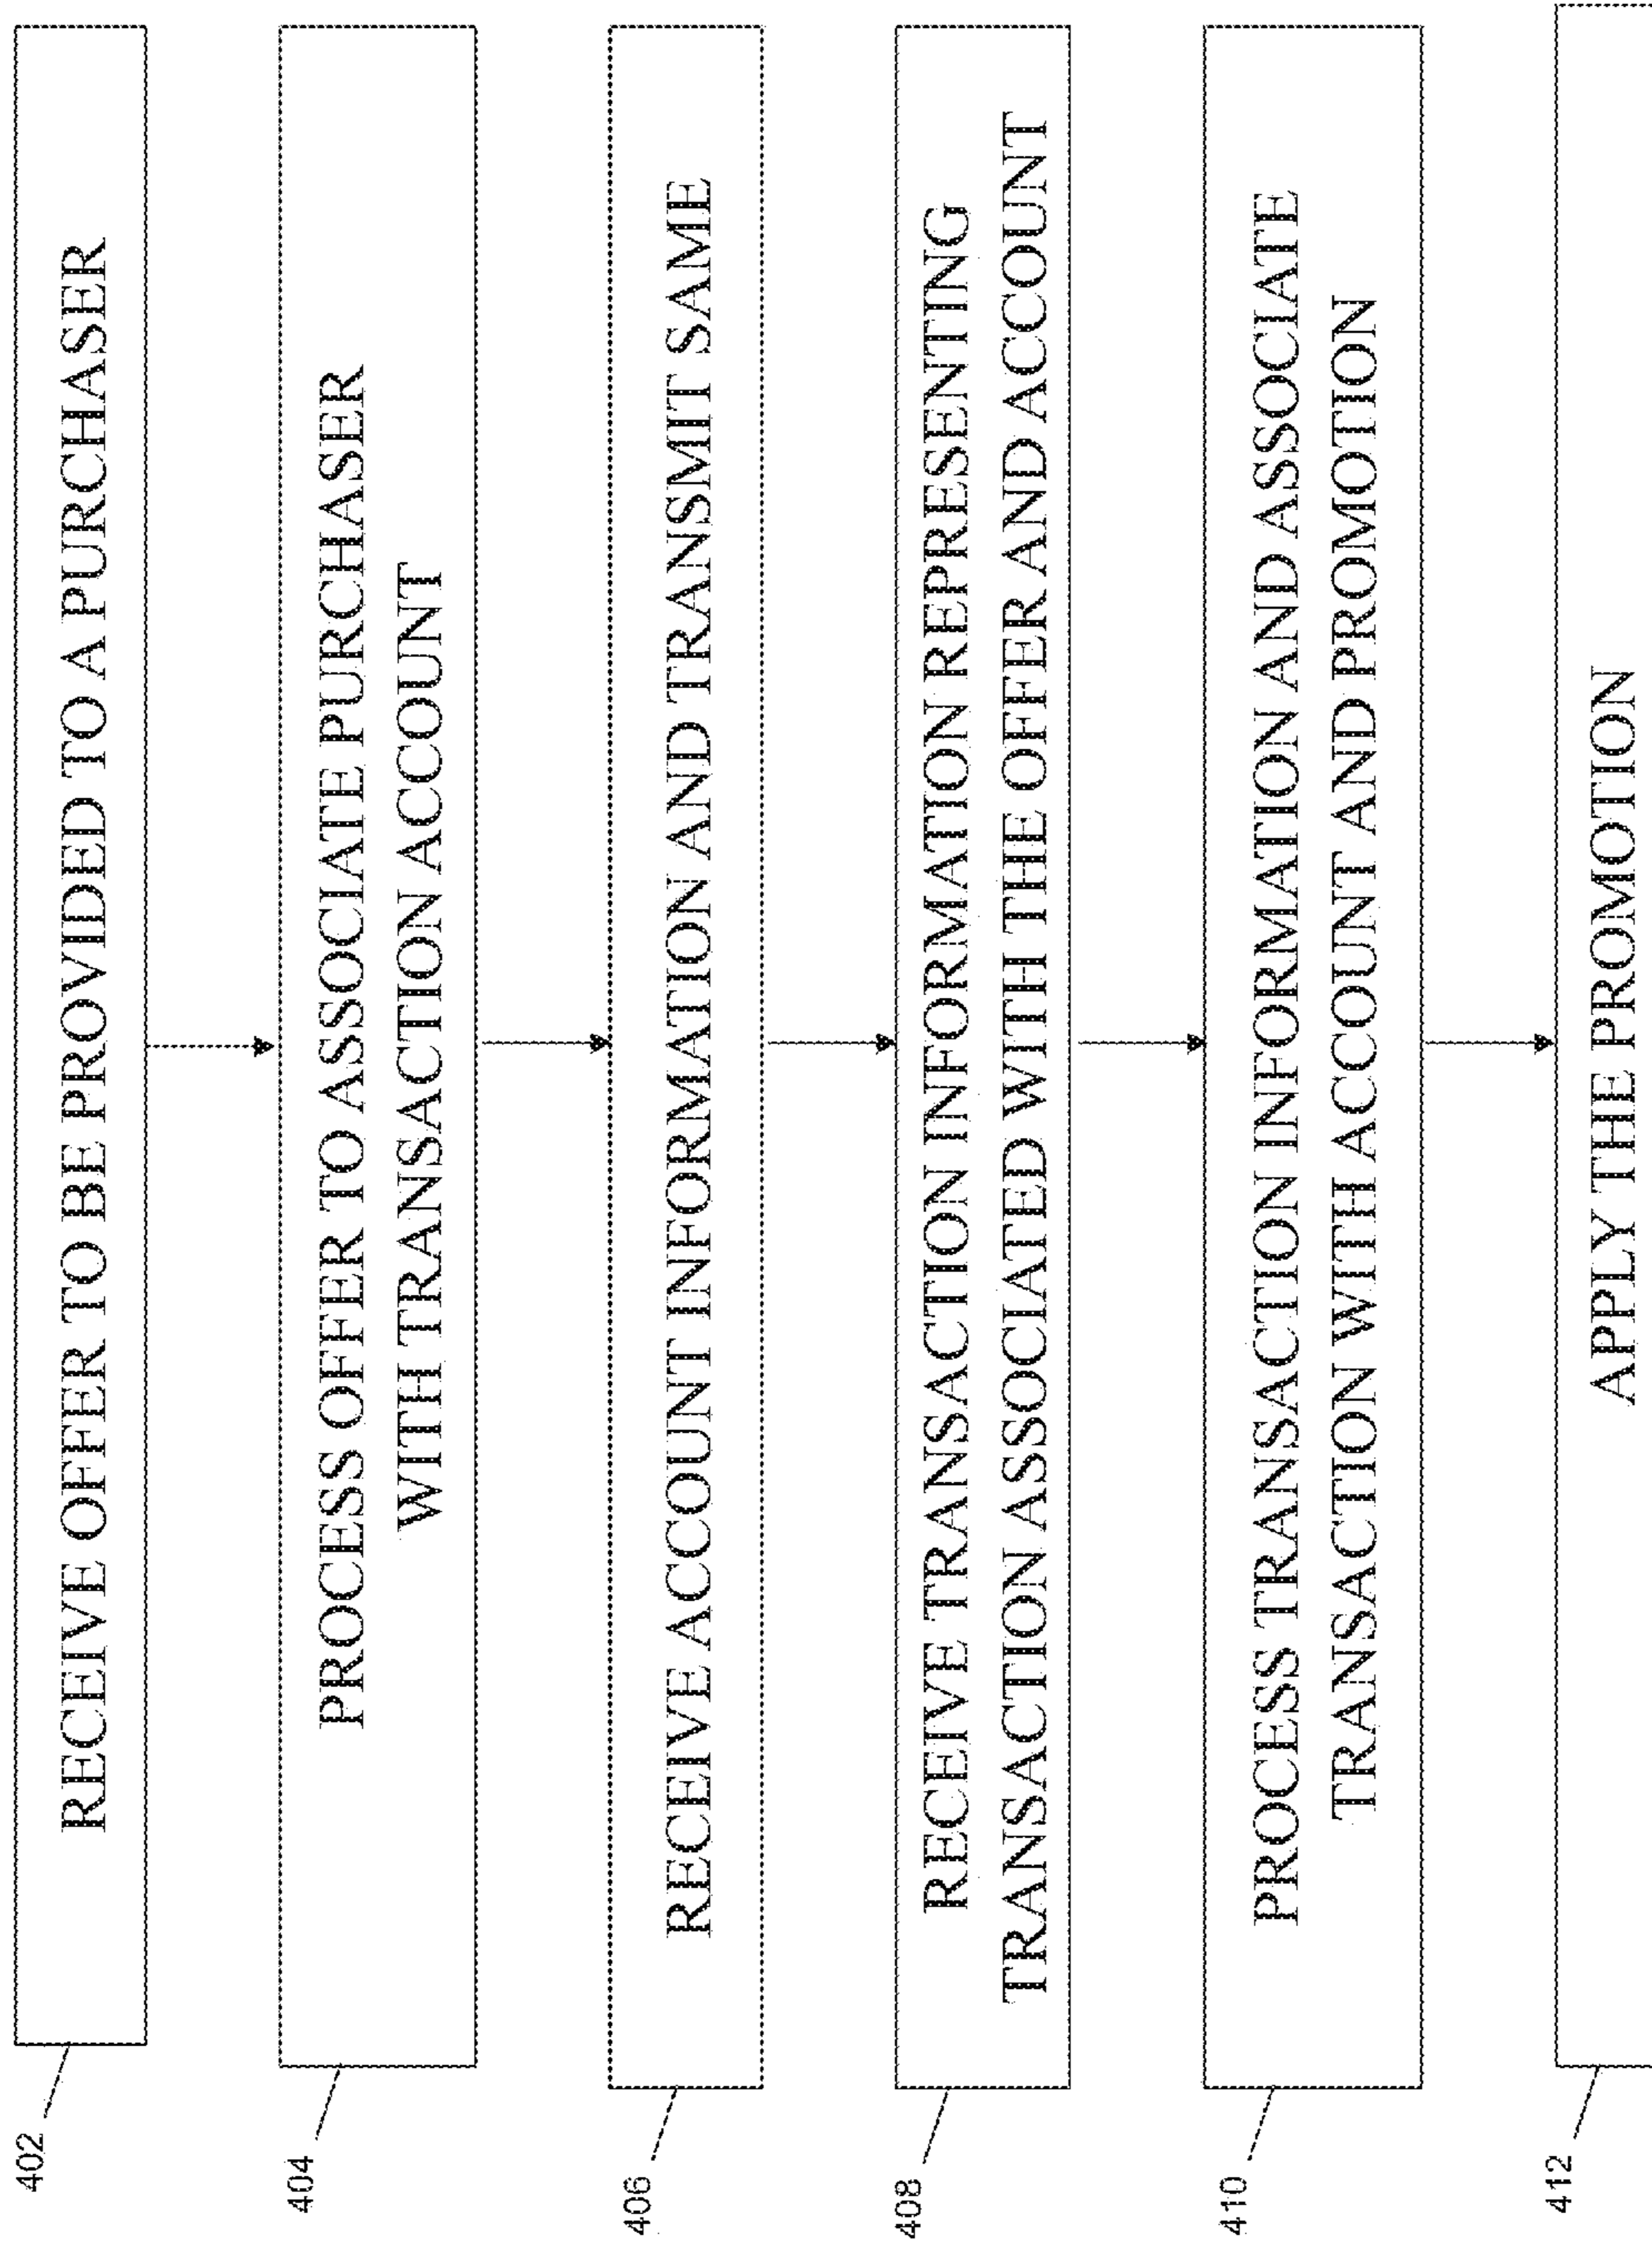 402
RECEIVE OFFER TO BE PROVIDED TO A PURCHASER
404
PROCESS OFFER TO ASSOCIATE PURCHASER
WITH TRANSACTION ACCOUNT
406
RECEIVE ACCOUNT INFORMATION AND TRANSMIT SAME
408
RECEIVE TRANSACTION INFORMATION REPRESENTING
TRANSACTION ASSOCIATED WITH THE OFFER AND ACCOUNT
410
PROCESS TRANSACTION INFORMATION AND ASSOCIATE
TRANSACTION WITH ACCOUNT AND PROMOTION
412
APPLY THE PROMOTION